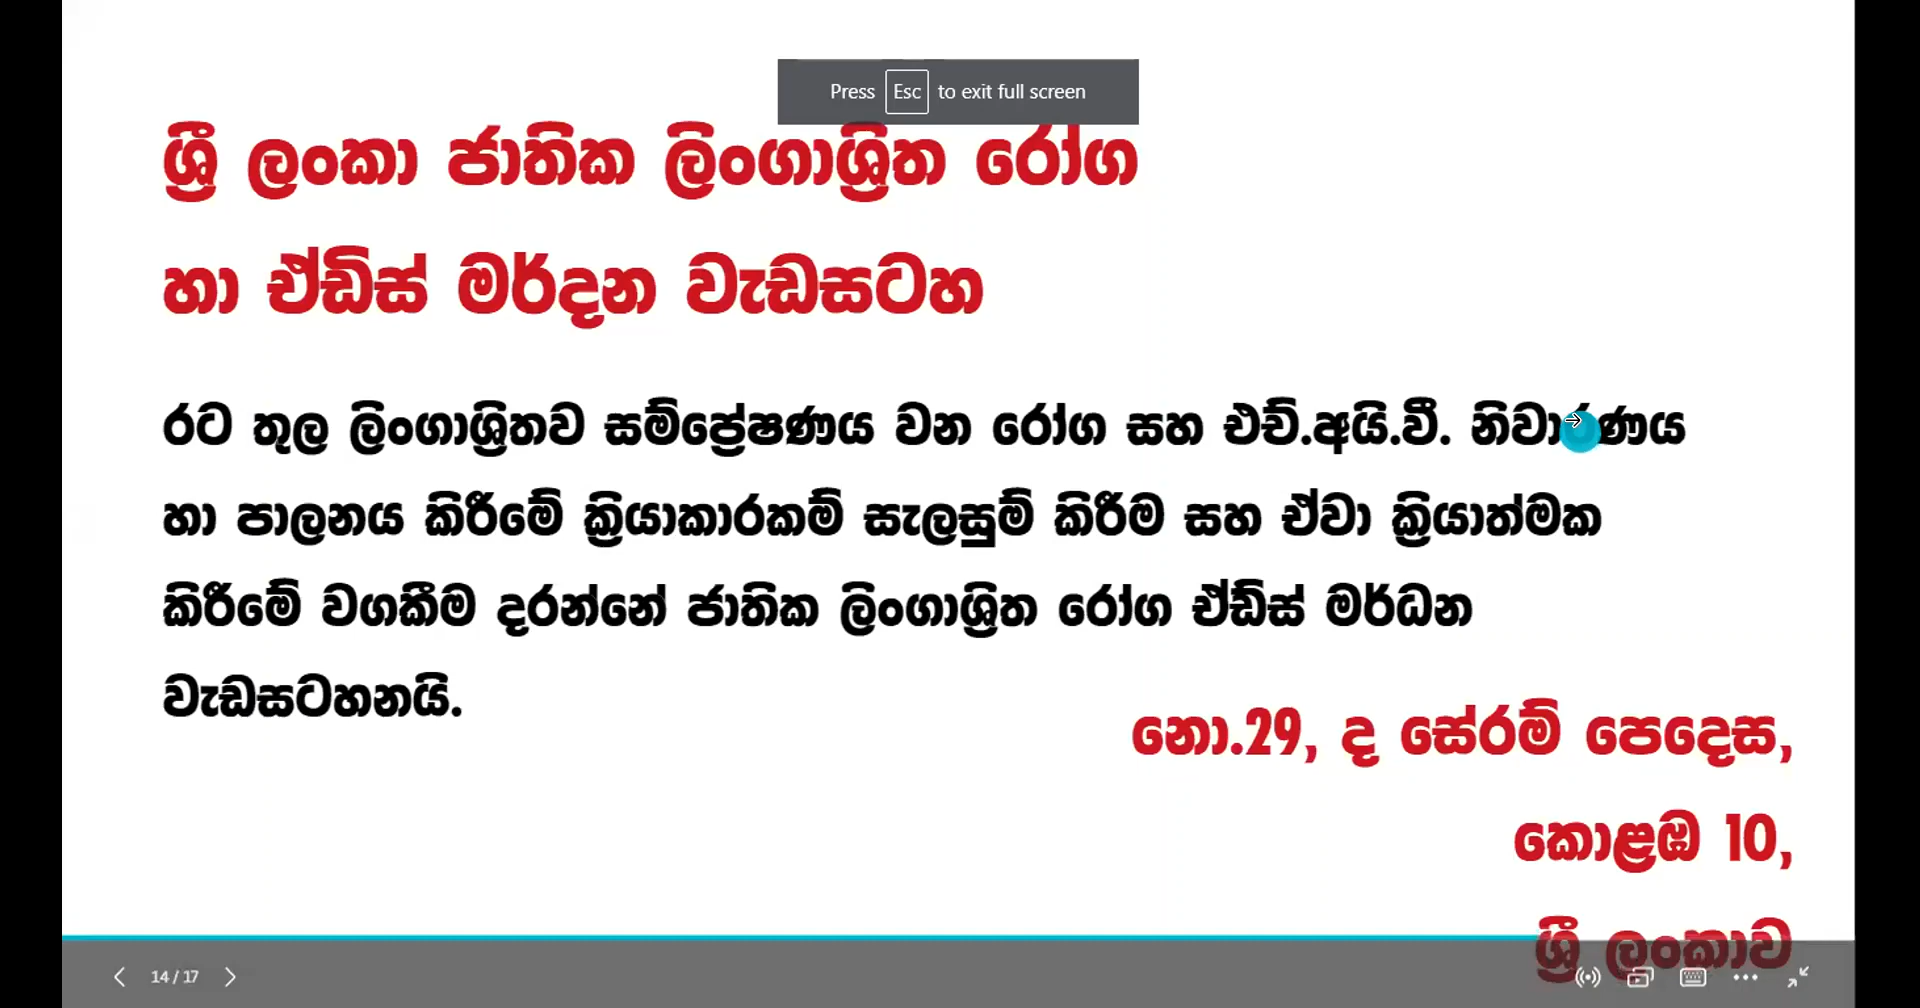 Press Esc to exit full screen
ශ්‍රී ලංකා ජාතික ලිංගාශ්‍රිත රෝග
හා ඒඩ්ස් මර්දන වැඩසටහ
රට තුල ලිංගාශ්‍රිතව සම්ප්‍රේෂණය වන රෝග සහ එච්.අයි.වී. නිවාරණය
හා පාලනය කිරීමේ ක්‍රියාකාරකම් සැලසුම් කිරීම සහ ඒවා ක්‍රියාත්මක
කිරීමේ වගකීම දරන්නේ ජාතික ලිංගාශ්‍රිත රෝග ඒඩ්ස් මර්ධන
වැඩසටහනයි.
නො.29, ද සේරම් පෙදෙස,
කොළඹ 10,
ශ්‍රී ලංකාව
14 / 17